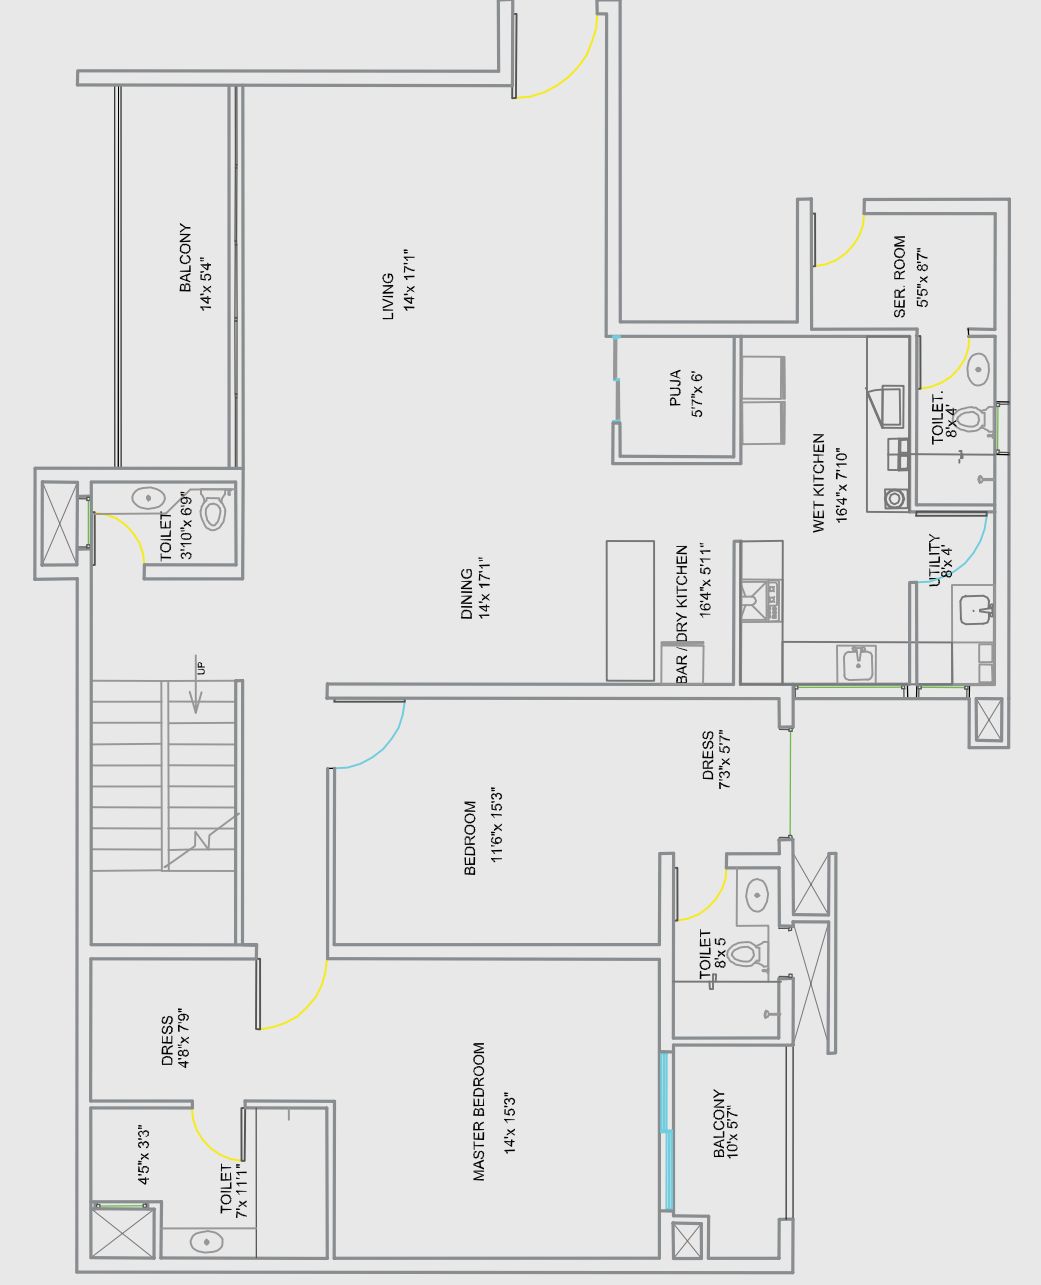 BALCONY
14'x 5'4"
LIVING
14'x 17'1"
SER. ROOM
5'5"x 8'7"
PUJA
5'7"x 6'
TOILET.
8'x 4'
WET KITCHEN
16'4"x 7'10"
TOILET
3'10"x 6'9"
DINING
14'x 17'1"
BAR / DRY KITCHEN
16'4"x 5'11"
UTILITY
8'x 4'
UP
DRESS
7'3"x 5'7"
BEDROOM
11'6"x 15'3"
TOILET
8'x 5
DRESS
4'8"x 7'9"
MASTER BEDROOM
14'x 15'3"
BALCONY
10'x 5'7"
4'5"x 3'3"
TOILET
7'x 11'1"